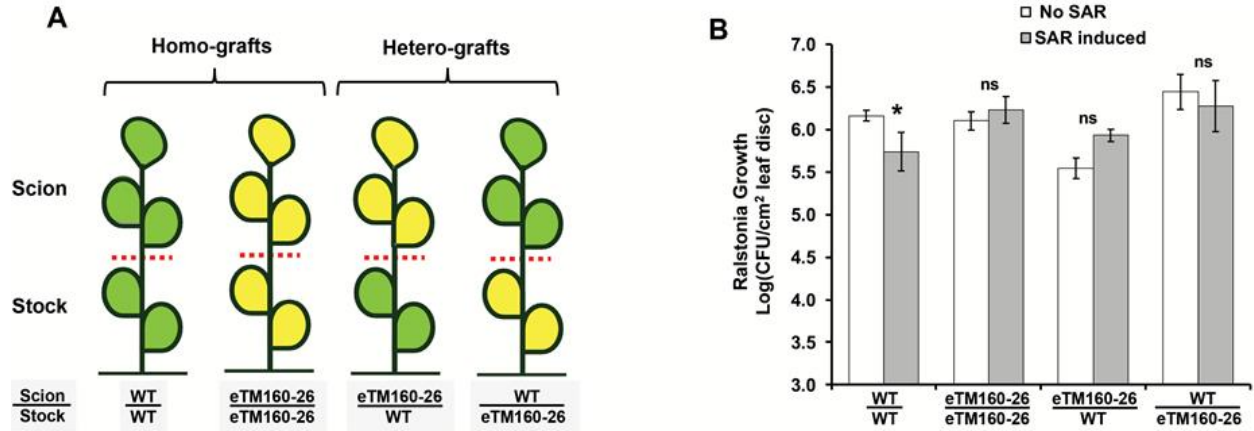 A
Homo-grafts
Hetero-grafts
Scion
Stock
Scion
Stock
WT
WT
eTM160-26
eTM160-26
eTM160-26
WT
WT
eTM160-26
B
No SAR
SAR induced
Ralstonia Growth
Log(CFU/cm² leaf disc)
7.0
6.5
6.0
5.5
5.0
4.5
4.0
3.5
3.0
*
ns
ns
ns
WT
WT
eTM160-26
eTM160-26
eTM160-26
WT
WT
eTM160-26